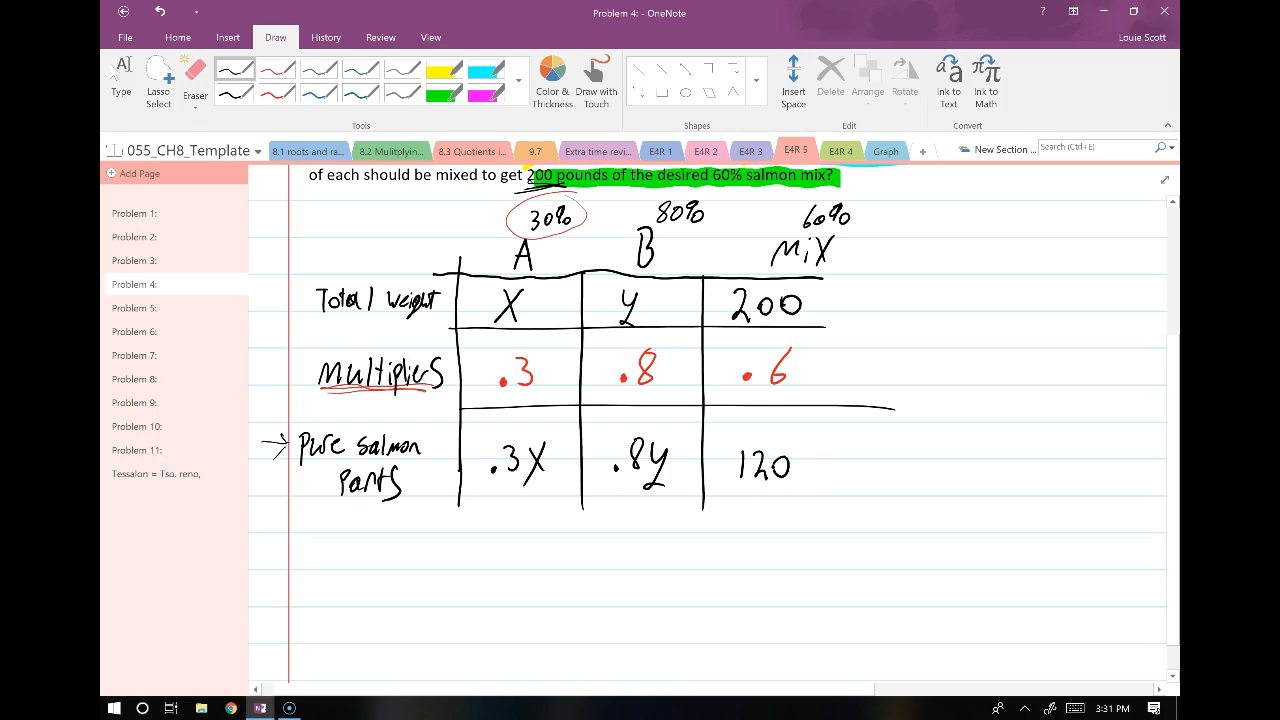 Problem 4: - OneNote
?
Louie Scott
File Home Insert Draw History Review View
Type
Lasso Select
Eraser
Color & Thickness
Draw with Touch
Insert Space
Delete
Arrange
Rotate
Ink to Text
Ink to Math
Tools Shapes Edit Convert
055_CH8_Template
8.1 roots and ra... 8.2 Mulitplying... 8.3 Quotients i... 9.7 Extra time revi... E4R 1 E4R 2 E4R 3 E4R 5 E4R 4 Graph + New Section ... Search (Ctrl+E)
Add Page
Problem 1:
Problem 2:
Problem 3:
Problem 4:
Problem 5:
Problem 6:
Problem 7:
Problem 8:
Problem 9:
Problem 10:
Problem 11:
Tessalon = Tso. reno,
of each should be mixed to get 200 pounds of the desired 60% salmon mix?
30% 80% 60%
A B Mix
Total weight X y 200
multipliers .3 .8 .6
Pure salmon Parts .3X .8y 120
3:31 PM